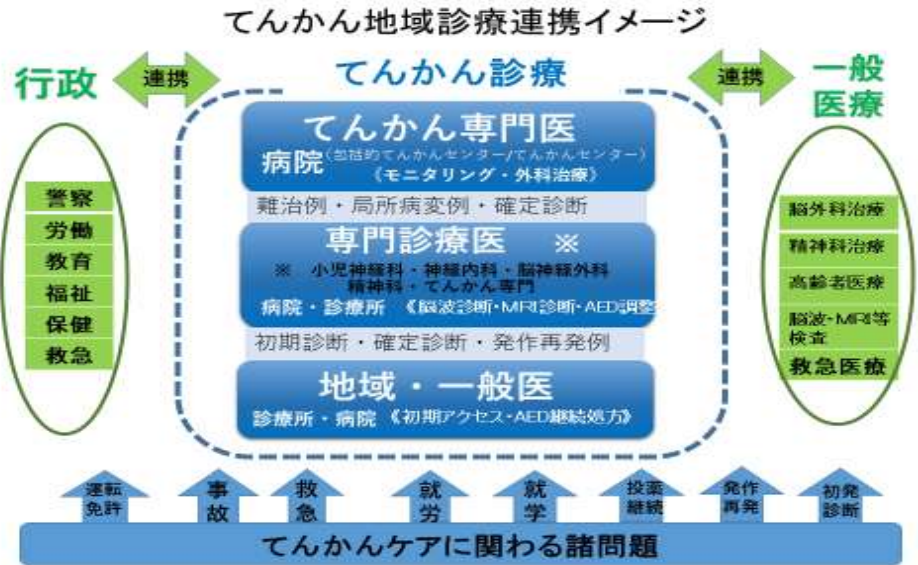 てんかん地域診療連携イメージ
行政
連携
てんかん診療
連携
一般
医療
てんかん専門医
病院(包括的てんかんセンター/てんかんセンター)
《モニタリング・外科治療》
難治例・局所病変例・確定診断
専門診療医 ※
※ 小児神経科・神経内科・脳神経外科
精神科・てんかん専門
病院・診療所 《脳波診断・MRI診断・AED調整
初期診断・確定診断・発作再発例
地域・一般医
診療所・病院 《初期アクセス・AED継続処方》
警察
労働
教育
福祉
保健
救急
脳外科治療
精神科治療
高齢者医療
脳波・MRI等
検査
救急医療
運転
免許
事故
救急
就労
就学
投薬
継続
発作
再発
初発
診断
てんかんケアに関わる諸問題